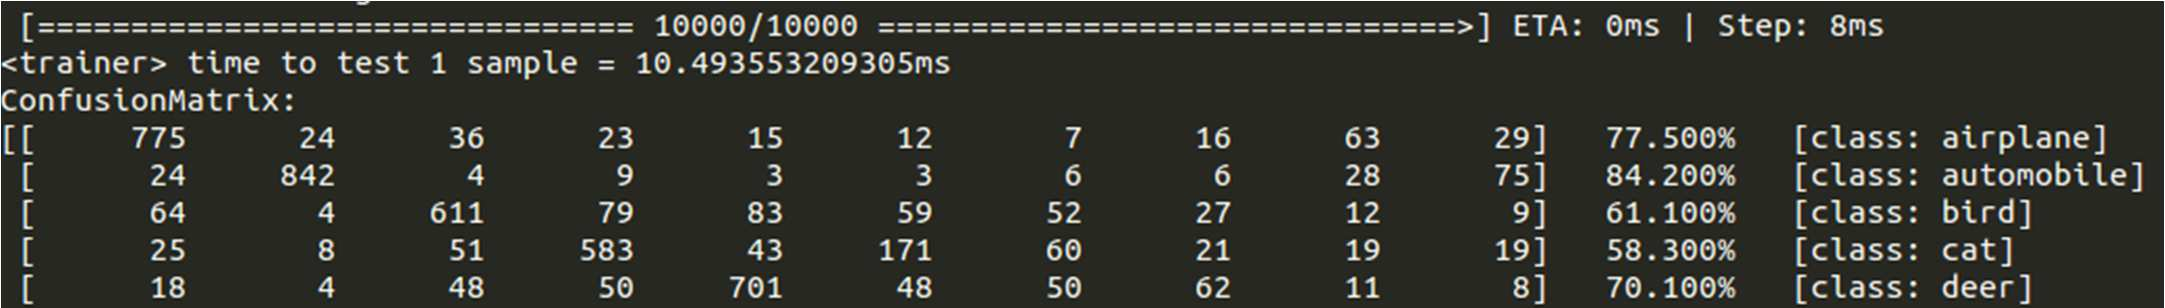 [================================ 10000/10000 ===============================>] ETA: 0ms | Step: 8ms
<trainer> time to test 1 sample = 10.493553209305ms
ConfusionMatrix:
[[ 775 24 36 23 15 12 7 16 63 29] 77.500% [class: airplane]
[ 24 842 4 9 3 3 6 6 28 75] 84.200% [class: automobile]
[ 64 4 611 79 83 59 52 27 12 9] 61.100% [class: bird]
[ 25 8 51 583 43 171 60 21 19 19] 58.300% [class: cat]
[ 18 4 48 50 701 48 50 62 11 8] 70.100% [class: deer]